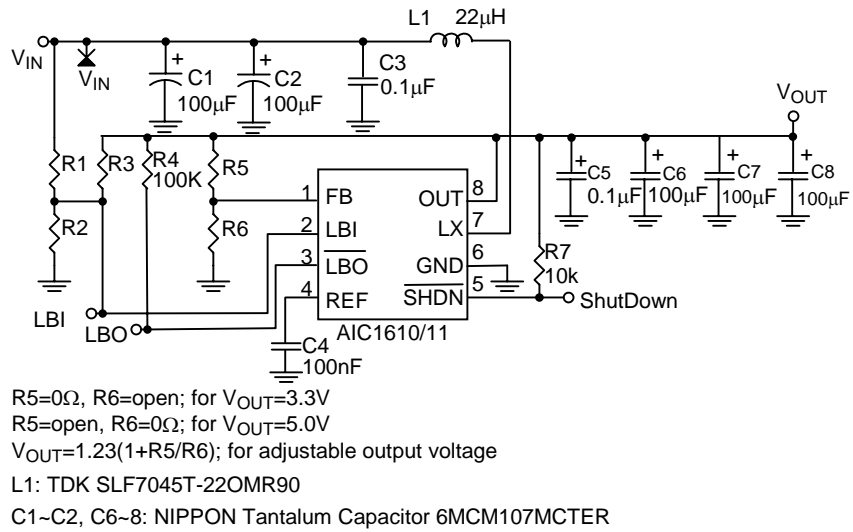 L1 22μH
VIN
VIN
C1
100μF
C2
100μF
C3
0.1μF
VOUT
R1
R3
R4
100K
R5
R2
R6
1 FB
2 LBI
3 LBO
4 REF
OUT 8
LX 7
GND 6
SHDN 5
AIC1610/11
C5
0.1μF
C6
100μF
C7
100μF
C8
100μF
R7
10k
ShutDown
LBI
LBO
C4
100nF
R5=0Ω, R6=open; for VOUT=3.3V
R5=open, R6=0Ω; for VOUT=5.0V
VOUT=1.23(1+R5/R6); for adjustable output voltage
L1: TDK SLF7045T-22OMR90
C1~C2, C6~8: NIPPON Tantalum Capacitor 6MCM107MCTER